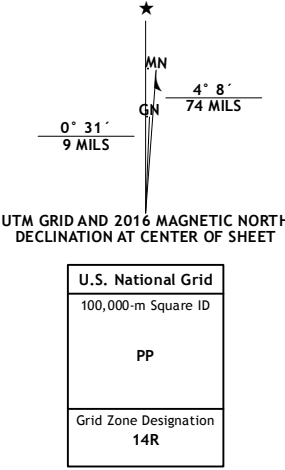 ★
MN
GN
4° 8´
74 MILS
0° 31´
9 MILS
UTM GRID AND 2016 MAGNETIC NORTH
DECLINATION AT CENTER OF SHEET
U.S. National Grid
100,000-m Square ID
PP
Grid Zone Designation
14R